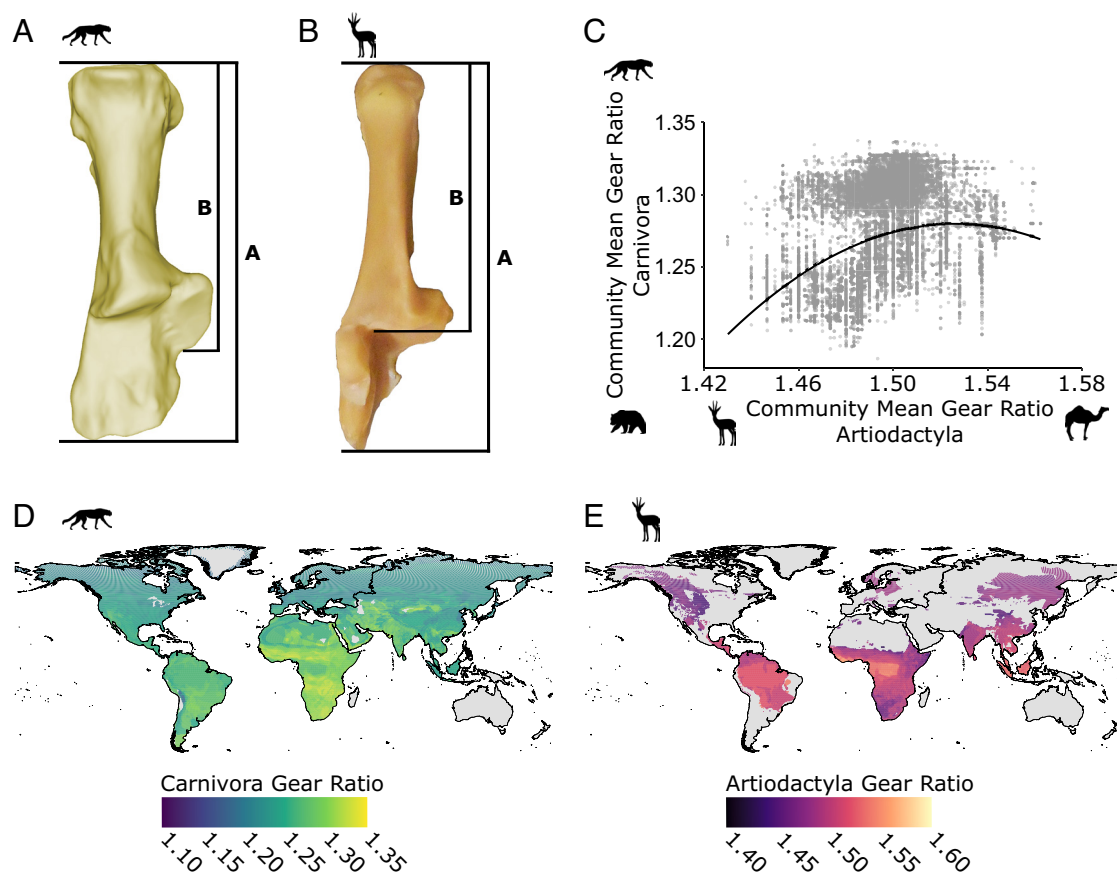 A
B
A
B
B
A
C
Community Mean Gear Ratio
Carnivora
1.35
1.30
1.25
1.20
1.42
1.46
1.50
1.54
1.58
Community Mean Gear Ratio
Artiodactyla
D
Carnivora Gear Ratio
1.10
1.15
1.20
1.25
1.30
1.35
E
Artiodactyla Gear Ratio
1.40
1.45
1.50
1.55
1.60